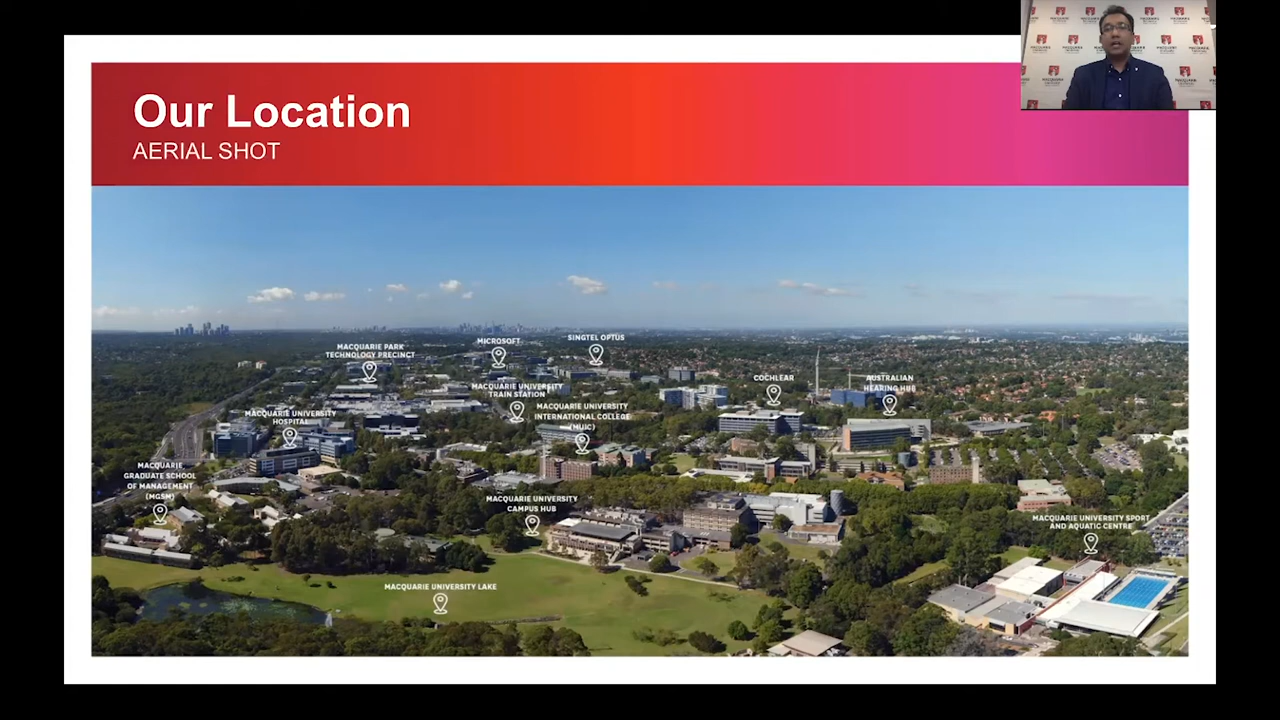 Our Location
AERIAL SHOT
MACQUARIE PARK
TECHNOLOGY PRECINCT
MICROSOFT
SINGTEL OPTUS
MACQUARIE UNIVERSITY
TRAIN STATION
COCHLEAR
AUSTRALIAN
HEARING HUB
MACQUARIE UNIVERSITY
HOSPITAL
MACQUARIE UNIVERSITY
INTERNATIONAL COLLEGE
(MUIC)
MACQUARIE
GRADUATE SCHOOL
OF MANAGEMENT
(MGSM)
MACQUARIE UNIVERSITY
CAMPUS HUB
MACQUARIE UNIVERSITY SPORT
AND AQUATIC CENTRE
MACQUARIE UNIVERSITY LAKE